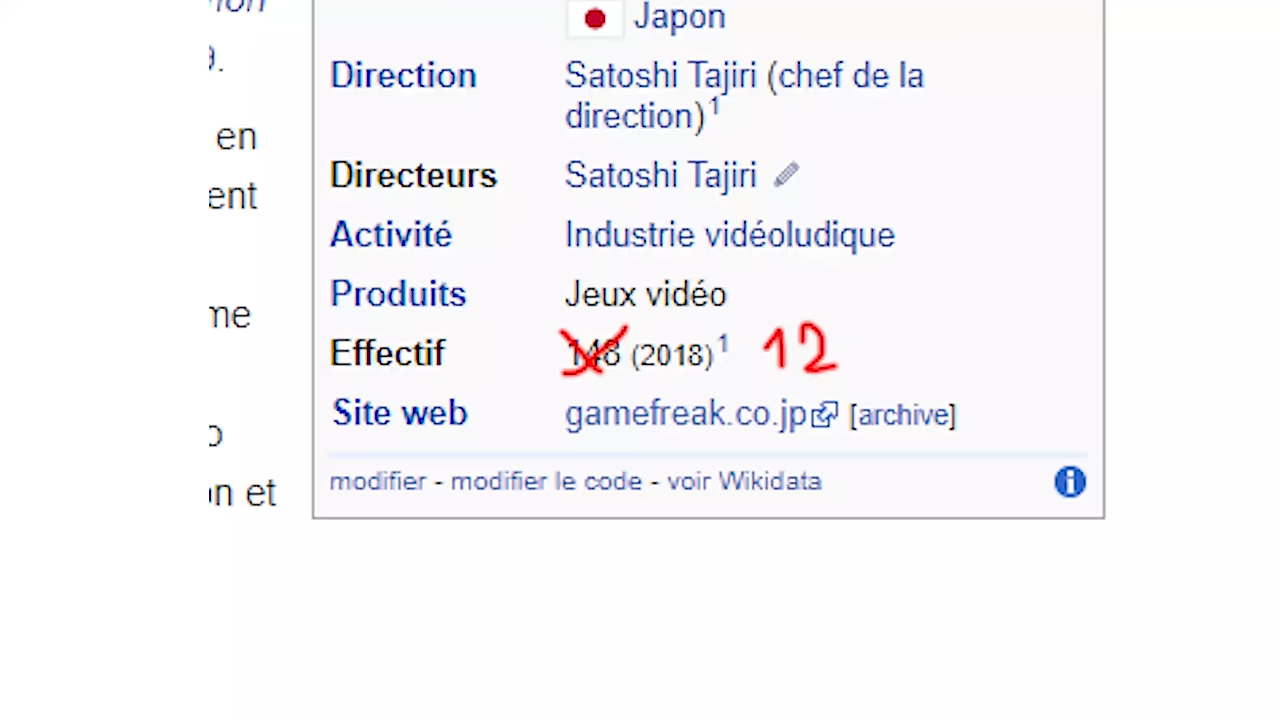 Japon
9.
Direction Satoshi Tajiri (chef de la
direction)1
en
Directeurs Satoshi Tajiri
ent
Activité Industrie vidéoludique
Produits Jeux vidéo
me
Effectif 148 (2018)1 12
Site web gamefreak.co.jp [archive]
modifier - modifier le code - voir Wikidata
on et